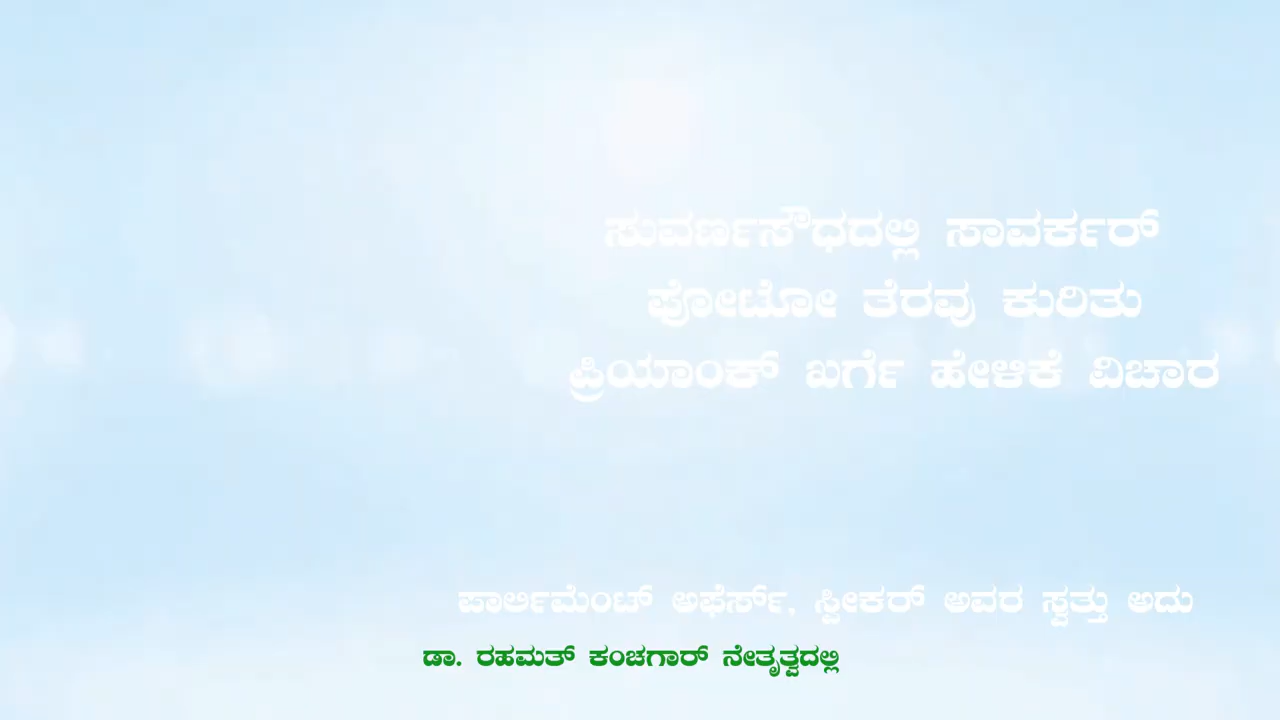 ಸುವರ್ಣಸೌಧದಲ್ಲಿ ಸಾವರ್ಕರ್
ಪೋಟೋ ತೆರವು ಕುರಿತು
ಪ್ರಿಯಾಂಕ್ ಖರ್ಗೆ ಹೇಳಿಕೆ ವಿಚಾರ
ಪಾರ್ಲಿಮೆಂಟ್ ಅಫೆರ್ಸ್, ಸ್ಪೀಕರ್ ಅವರ ಸ್ವತ್ತು ಅದು
ಡಾ. ರಹಮತ್ ಕಂಚಗಾರ್ ನೇತೃತ್ವದಲ್ಲಿ